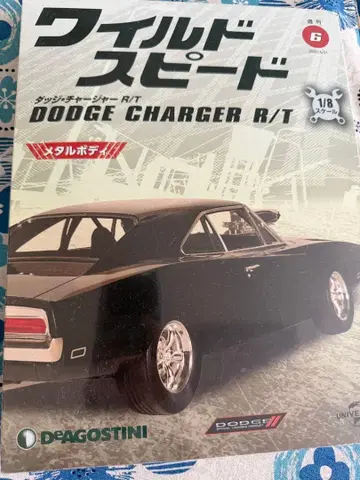 ワイルド
スピード
週刊
6
ダッジ・チャージャー R/T
DODGE CHARGER R/T
1/8
スケール
メタルボディ
DeAGOSTINI
DODGE